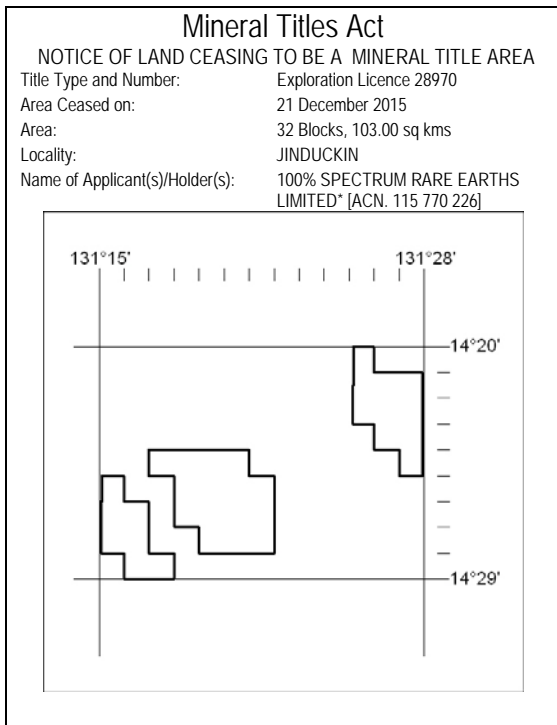 Mineral Titles Act
NOTICE OF LAND CEASING TO BE A MINERAL TITLE AREA
Title Type and Number: Exploration Licence 28970
Area Ceased on: 21 December 2015
Area: 32 Blocks, 103.00 sq kms
Locality: JINDUCKIN
Name of Applicant(s)/Holder(s): 100% SPECTRUM RARE EARTHS
LIMITED* [ACN. 115 770 226]
131°15' 131°28'
14°20'
14°29'